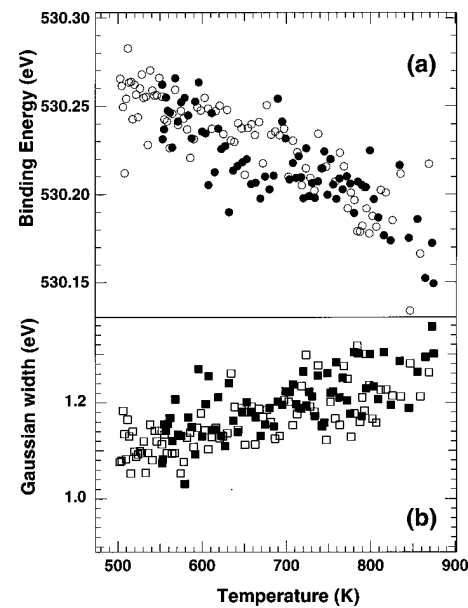 530.30
(a)
530.25
Binding Energy (eV)
530.20
530.15
Gaussian width (eV)
1.2
1.0
(b)
500 600 700 800 900
Temperature (K)